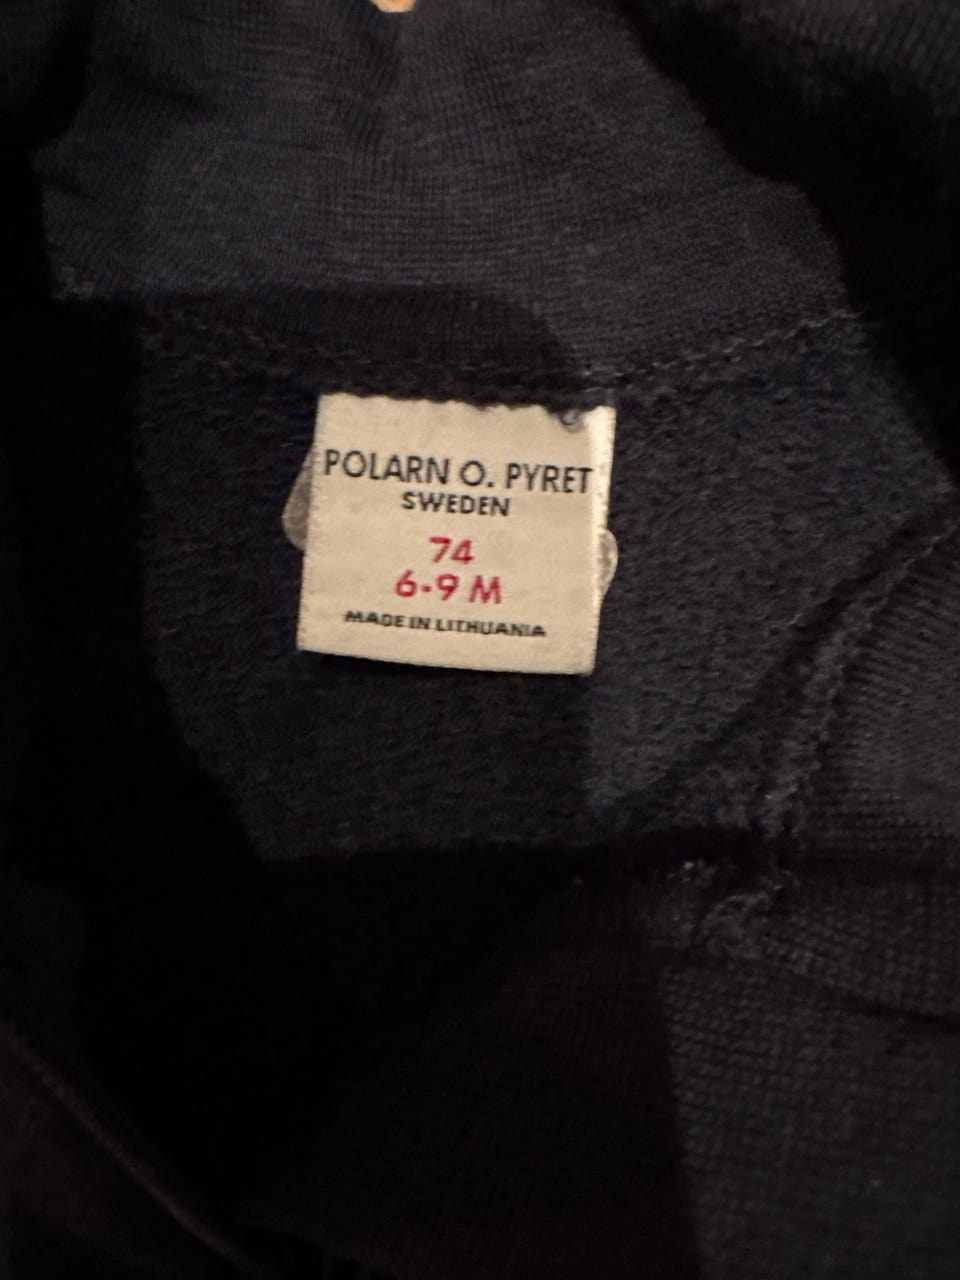 POLARN O. PYRET
SWEDEN
74
6-9 M
MADE IN LITHUANIA